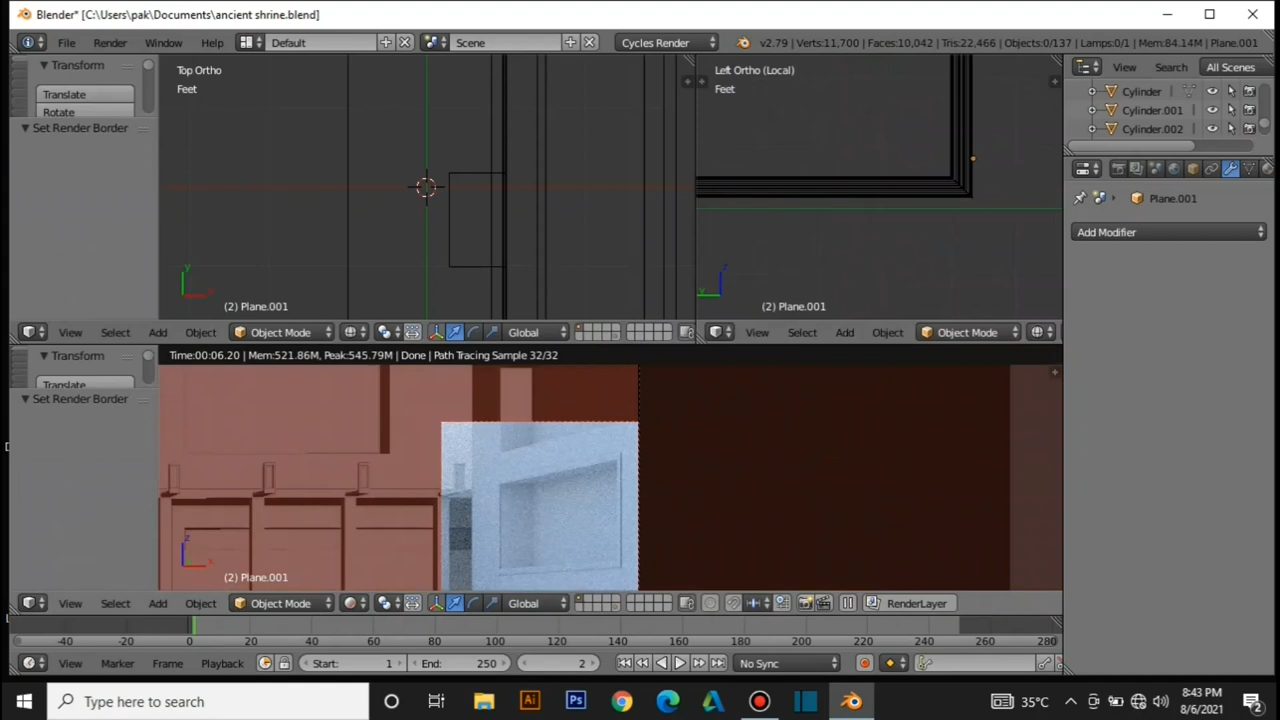 Blender* [C:\Users\pak\Documents\ancient shrine.blend]
File Render Window Help Default Scene Cycles Render v2.79 | Verts:11,700 | Faces:10,042 | Tris:22,466 | Objects:0/137 | Lamps:0/1 | Mem:84.14M | Plane.001
Transform
Translate
Rotate
Set Render Border
Top Ortho
Feet
(2) Plane.001
View Select Add Object Object Mode Global
Left Ortho (Local)
Feet
(2) Plane.001
View Select Add Object Object Mode
View Search All Scenes
Cylinder
Cylinder.001
Cylinder.002
Plane.001
Add Modifier
Transform
Translate
Set Render Border
Time:00:06.20 | Mem:521.86M, Peak:545.79M | Done | Path Tracing Sample 32/32
(2) Plane.001
View Select Add Object Object Mode Global RenderLayer
-40 -20 0 20 40 60 80 100 120 140 160 180 200 220 240 260 280
View Marker Frame Playback Start: 1 End: 250 2 No Sync
Type here to search
35°C
8:43 PM
8/6/2021
2